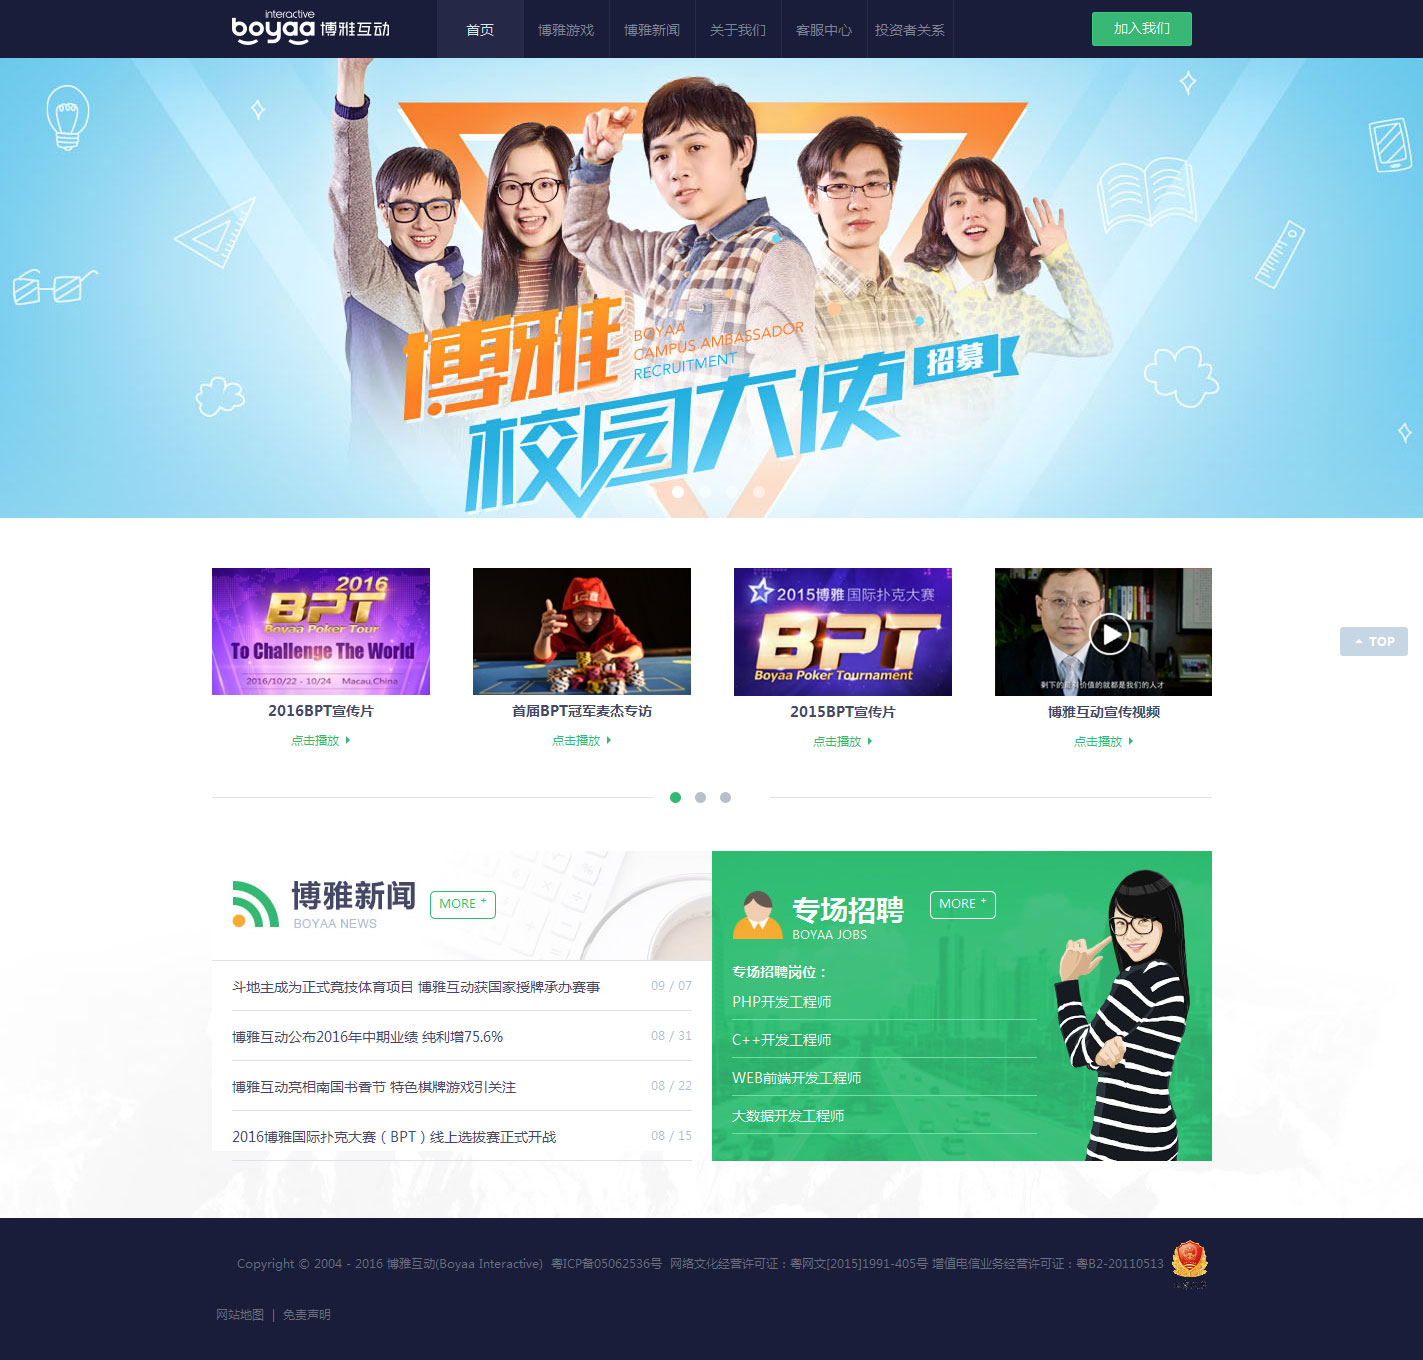 interactive
boyaa 博雅互动
首页
博雅游戏
博雅新闻
关于我们
客服中心
投资者关系
加入我们
博雅
BOYAA
CAMPUS AMBASSADOR
RECRUITMENT
校园大使 招募
2016
BPT
Boyaa Poker Tour
To Challenge The World
2016/10/22 - 10/24 Macau,China
2015博雅国际扑克大赛
BPT
Boyaa Poker Tournament
剩下的最有价值的就都是我们的人才
TOP
2016BPT宣传片
首届BPT冠军麦杰专访
2015BPT宣传片
博雅互动宣传视频
点击播放
点击播放
点击播放
点击播放
博雅新闻
BOYAA NEWS
MORE +
斗地主成为正式竞技体育项目 博雅互动获国家授牌承办赛事 09 / 07
博雅互动公布2016年中期业绩 纯利增75.6% 08 / 31
博雅互动亮相南国书香节 特色棋牌游戏引关注 08 / 22
2016博雅国际扑克大赛（BPT）线上选拔赛正式开战 08 / 15
专场招聘
BOYAA JOBS
MORE +
专场招聘岗位：
PHP开发工程师
C++开发工程师
WEB前端开发工程师
大数据开发工程师
Copyright © 2004 - 2016 博雅互动(Boyaa Interactive) 粤ICP备05062536号 网络文化经营许可证：粤网文[2015]1991-405号 增值电信业务经营许可证：粤B2-20110513
网站地图 | 免责声明